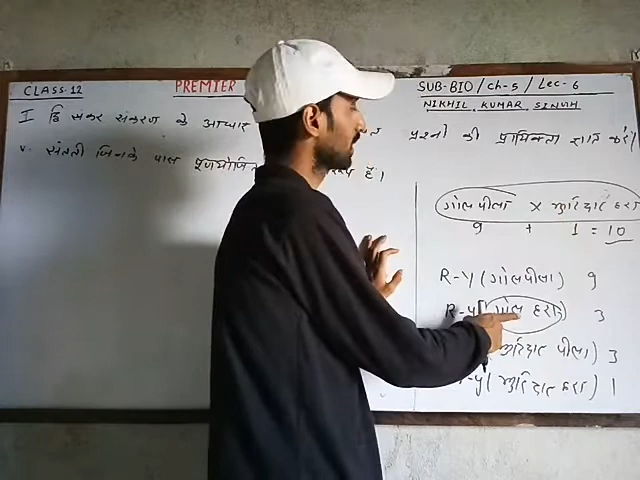 CLASS-12 PREMIER SUB-BIO/ch-5/Lec-6
NIKHIL KUMAR SINGH
I द्वि संकर संकरण के आधार प्रश्नो की प्रायिकता ज्ञात करें।
v. संतती जिनके पास है।
गोल पीला x झुरीदार हरा
9 + 1 = 10
R-Y (गोल पीला) 9
R-y (गोल हरा) 3
झुरीदार पीला) 3
y (झुरीदार हरा) 1